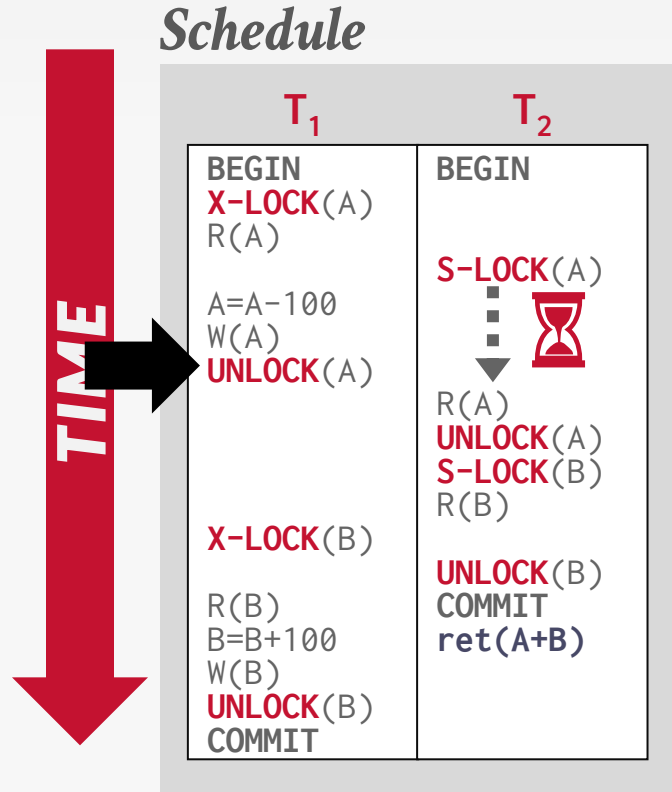 Schedule
TIME
T1
T2
BEGIN
X-LOCK(A)
R(A)
A=A-100
W(A)
UNLOCK(A)
X-LOCK(B)
R(B)
B=B+100
W(B)
UNLOCK(B)
COMMIT
BEGIN
S-LOCK(A)
R(A)
UNLOCK(A)
S-LOCK(B)
R(B)
UNLOCK(B)
COMMIT
ret(A+B)